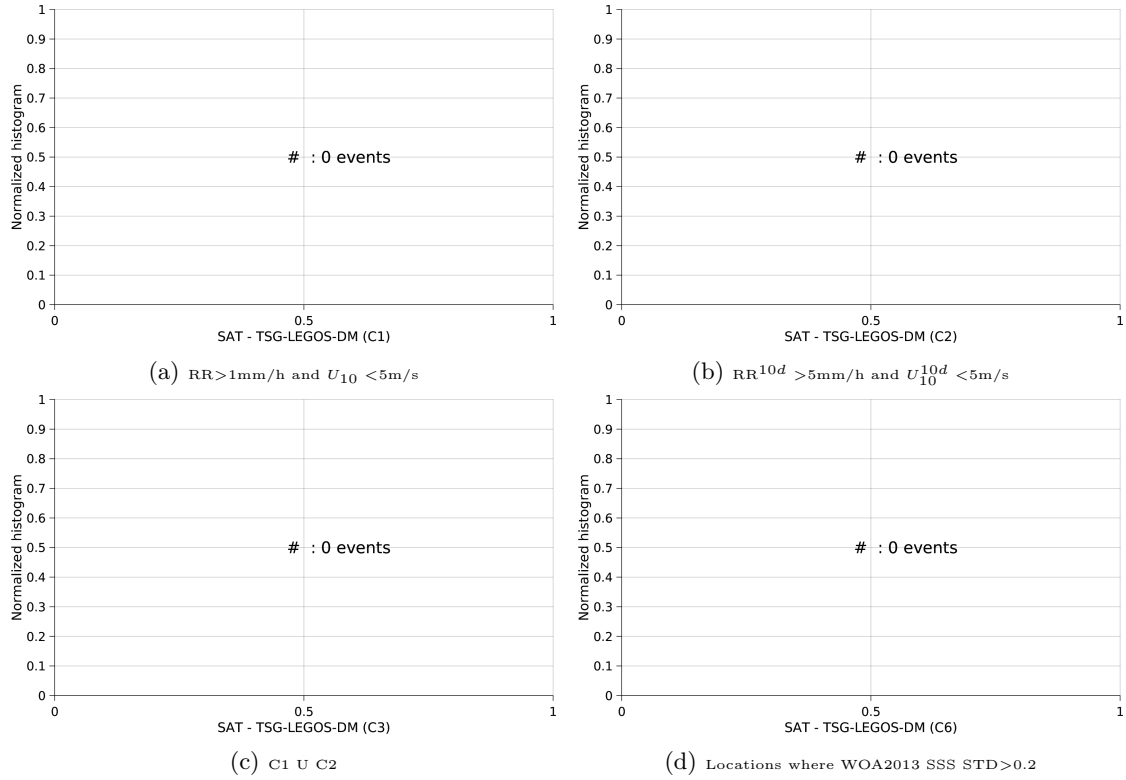 1
0.9
0.8
0.7
0.6
0.5
0.4
0.3
0.2
0.1
0
Normalized histogram
# : 0 events
0 0.5 1
SAT - TSG-LEGOS-DM (C1)
(a) RR>1mm/h and U10 <5m/s
1
0.9
0.8
0.7
0.6
0.5
0.4
0.3
0.2
0.1
0
Normalized histogram
# : 0 events
0 0.5 1
SAT - TSG-LEGOS-DM (C2)
(b) RR10d >5mm/h and U10d10 <5m/s
1
0.9
0.8
0.7
0.6
0.5
0.4
0.3
0.2
0.1
0
Normalized histogram
# : 0 events
0 0.5 1
SAT - TSG-LEGOS-DM (C3)
(c) C1 U C2
1
0.9
0.8
0.7
0.6
0.5
0.4
0.3
0.2
0.1
0
Normalized histogram
# : 0 events
0 0.5 1
SAT - TSG-LEGOS-DM (C6)
(d) Locations where WOA2013 SSS STD>0.2